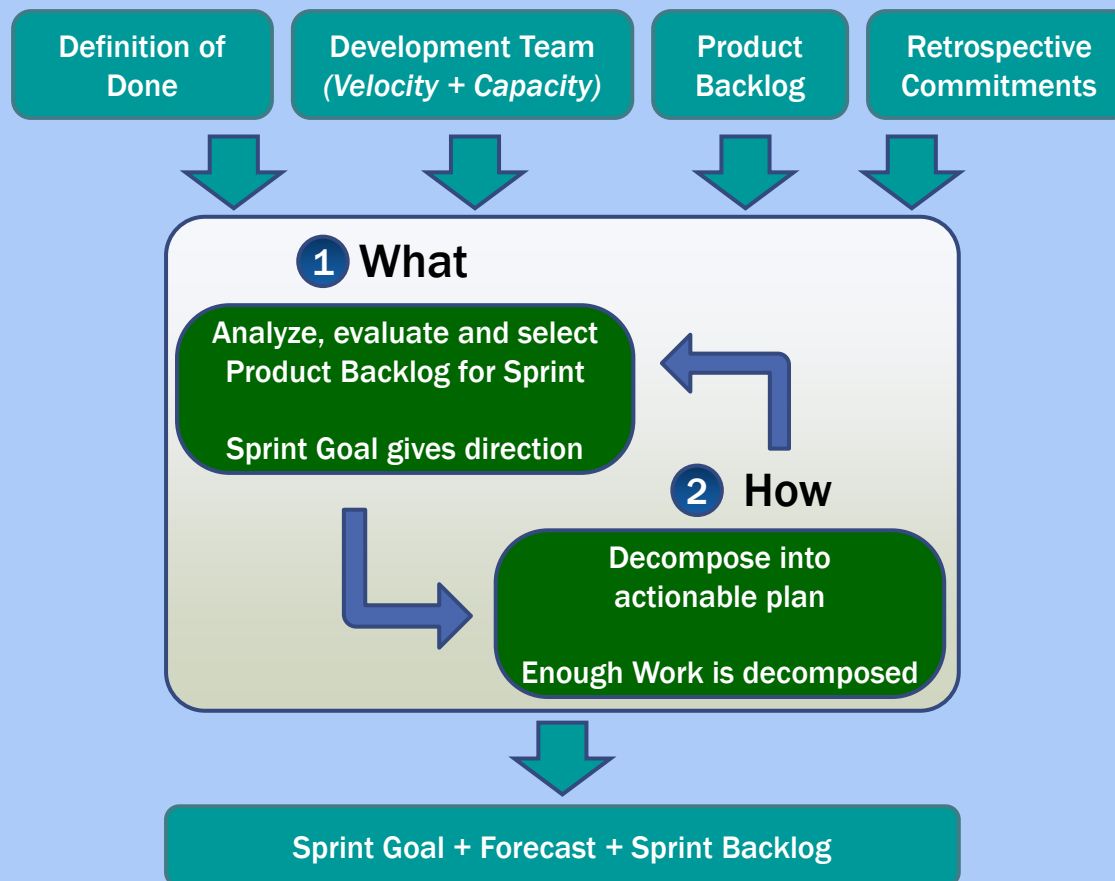 Definition of
Done
Development Team
(Velocity + Capacity)
Product
Backlog
Retrospective
Commitments
1 What
Analyze, evaluate and select
Product Backlog for Sprint
Sprint Goal gives direction
2 How
Decompose into
actionable plan
Enough Work is decomposed
Sprint Goal + Forecast + Sprint Backlog